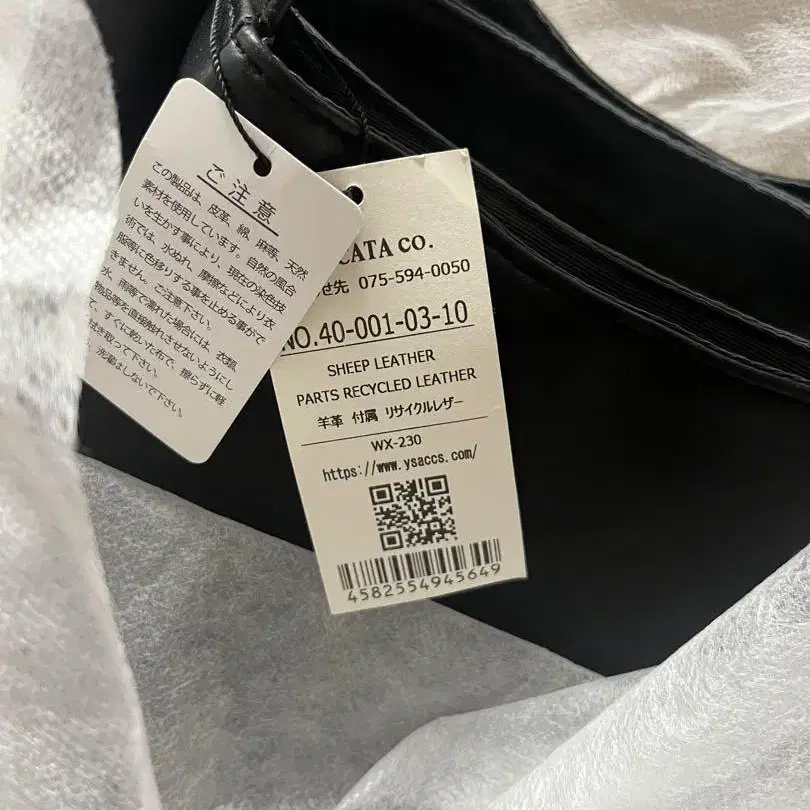 ご注意
この製品は、皮革、綿、麻等、天然
素材を使用しています。自然の風合
いを生かす事により、現在の染色技
術では、水ぬれ、摩擦などにより衣
服等に色移りする事を止める事がで
きません。ご注意下さい。
水、雨等で濡れた場合には、衣類、
物品等を直接触れさせないようにし
て、すぐに乾いた布で、擦らずに軽
拭き取って下さい。
、洗濯はしないで下さい。
CATA CO.
せ先 075-594-0050
NO.40-001-03-10
SHEEP LEATHER
PARTS RECYCLED LEATHER
羊革 付属 リサイクルレザー
WX-230
https://www.ysaccs.com/
4582554945649